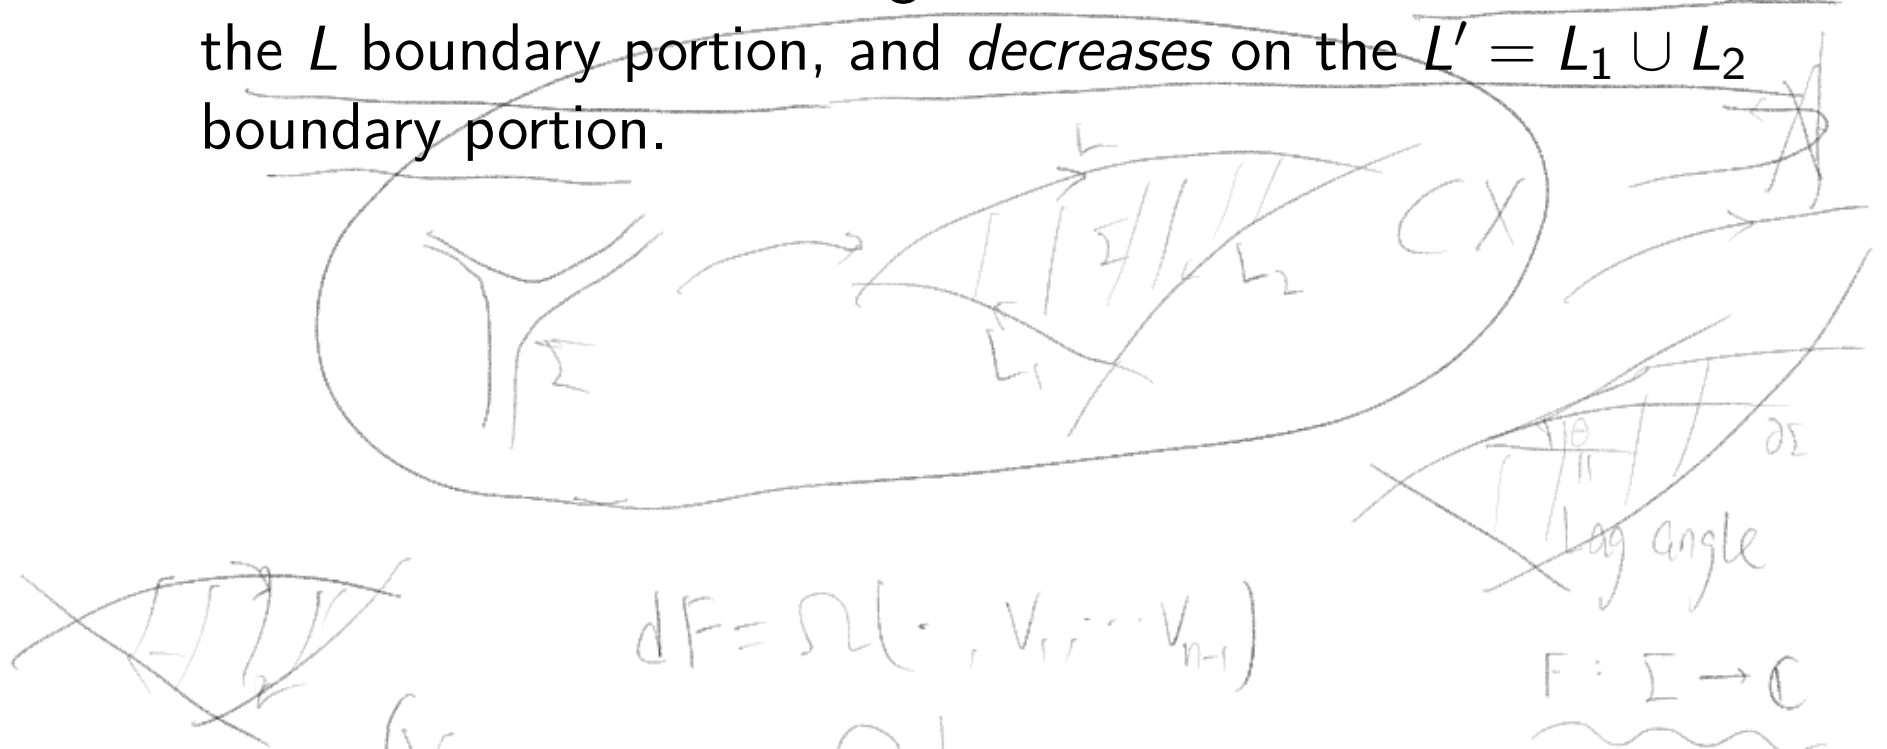 the L boundary portion, and decreases on the L′ = L₁ ∪ L₂
boundary portion.
L
Σ
L₂
⊂ X
Σ
L₁
θ
∂Σ
Lag angle
dF = Ω(·, V₁, ⋯ Vₙ₋₁)
F : Σ → ℂ